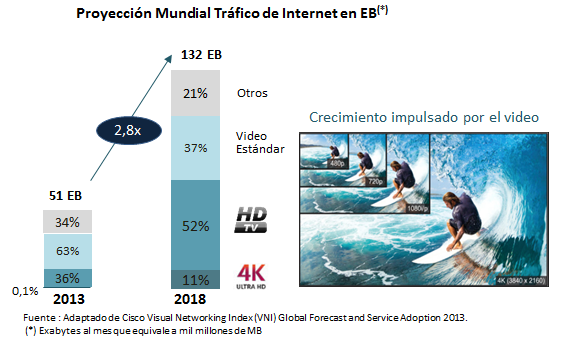 Proyección Mundial Tráfico de Internet en EB(*)
132 EB
21%
Otros
2,8x
Crecimiento impulsado por el video
37%
Video
Estándar
480p
720p
1080p
51 EB
34%
52%
HD
TV
63%
36%
11%
4K
ULTRA HD
4K (3840 x 2160)
0,1%
2013
2018
Fuente : Adaptado de Cisco Visual Networking Index (VNI) Global Forecast and Service Adoption 2013.
(*) Exabytes al mes que equivale a mil millones de MB